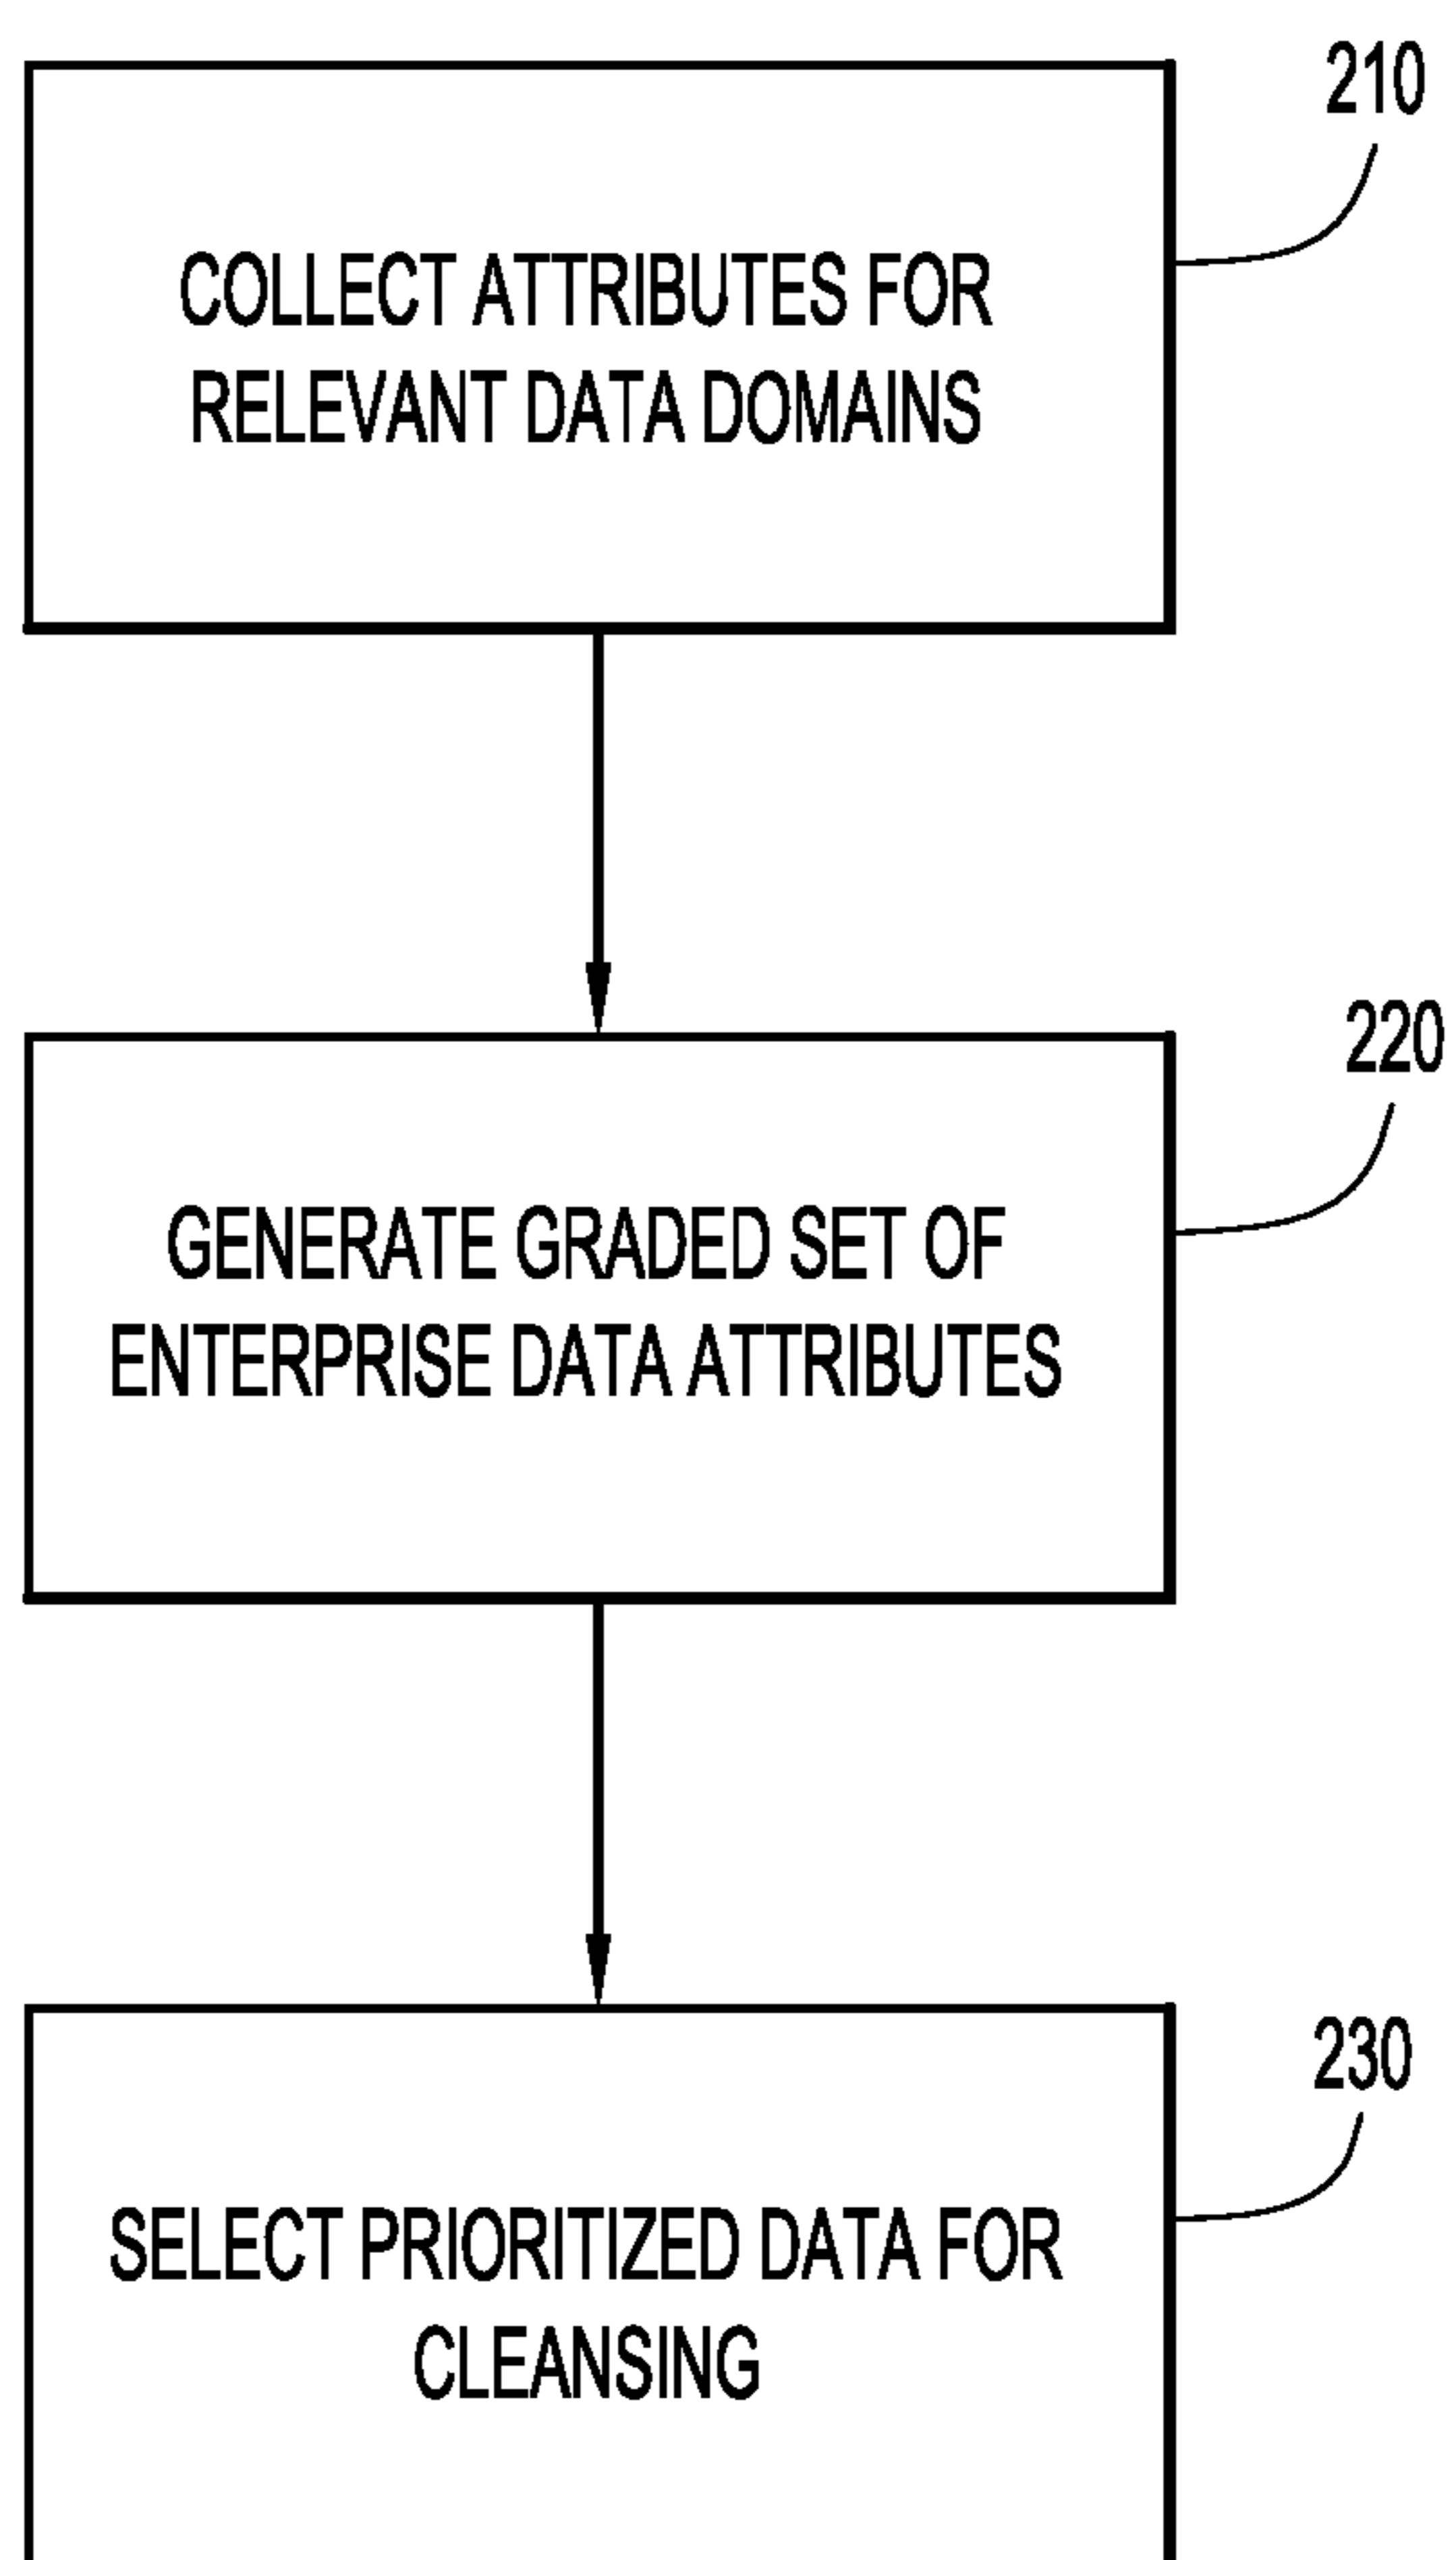 210
COLLECT ATTRIBUTES FOR
RELEVANT DATA DOMAINS
220
GENERATE GRADED SET OF
ENTERPRISE DATA ATTRIBUTES
230
SELECT PRIORITIZED DATA FOR
CLEANSING